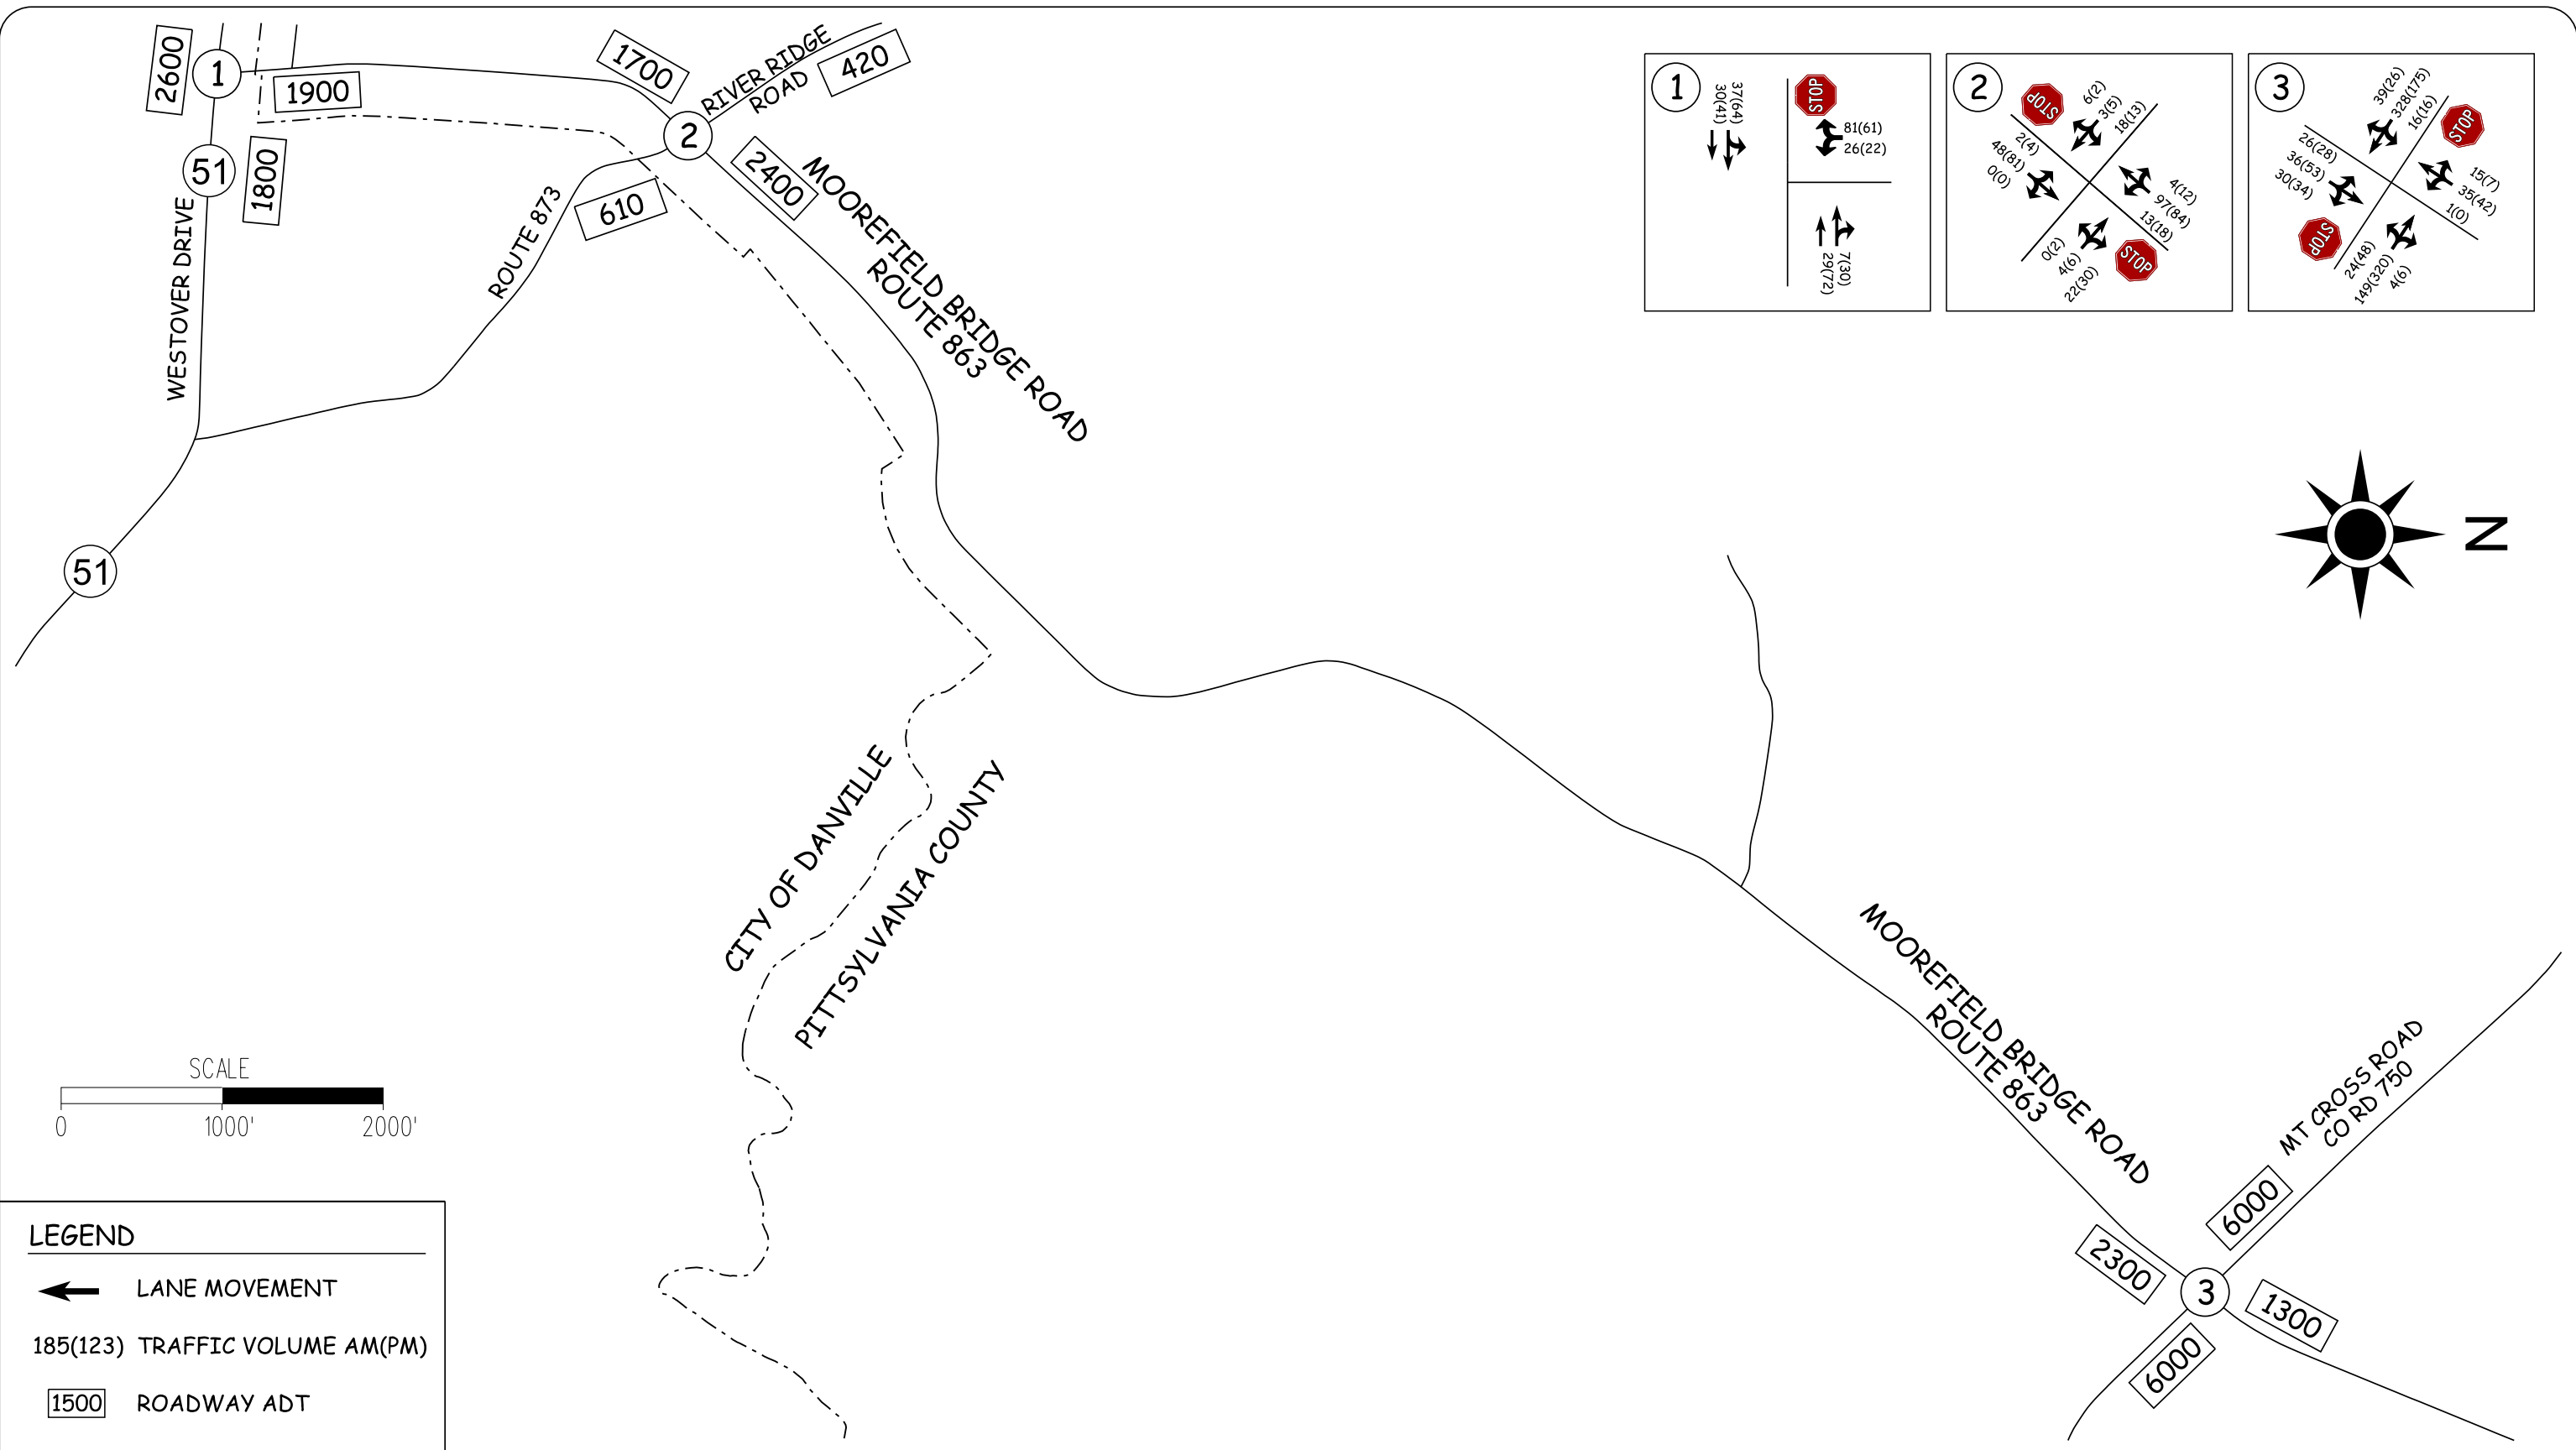 2600
1
1900
1800
51
WESTOVER DRIVE
51
1700
RIVER RIDGE
ROAD
420
2
2400
610
ROUTE 873
MOOREFIELD BRIDGE ROAD
ROUTE 863
1
37(64)
30(41)
STOP
81(61)
26(22)
7(30)
29(72)
2
STOP
6(2)
3(5)
18(13)
2(4)
48(81)
0(0)
4(12)
97(84)
13(18)
0(2)
4(6)
22(30)
STOP
3
39(26)
328(175)
16(16)
STOP
26(28)
36(53)
30(34)
15(7)
35(42)
1(0)
STOP
24(48)
149(320)
4(6)
N
CITY OF DANVILLE
PITTSYLVANIA COUNTY
MOOREFIELD BRIDGE ROAD
ROUTE 863
MT CROSS ROAD
CO RD 750
6000
2300
3
1300
6000
SCALE
0 1000' 2000'
LEGEND
LANE MOVEMENT
185(123) TRAFFIC VOLUME AM(PM)
1500 ROADWAY ADT